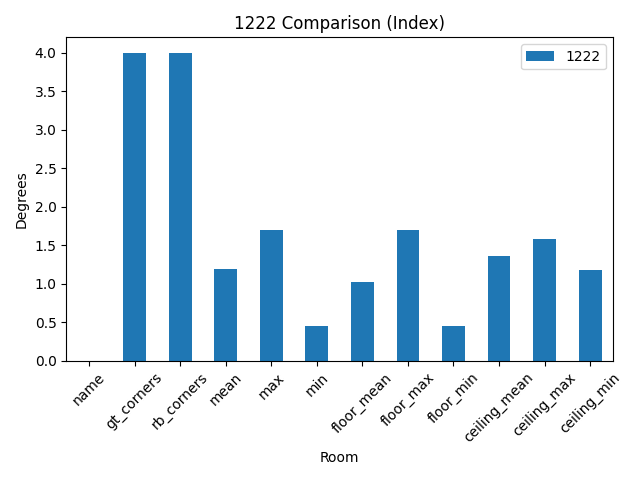 1222 Comparison (Index)
1222
Degrees
4.0
3.5
3.0
2.5
2.0
1.5
1.0
0.5
0.0
name
gt_corners
rb_corners
mean
max
min
floor_mean
floor_max
floor_min
ceiling_mean
ceiling_max
ceiling_min
Room